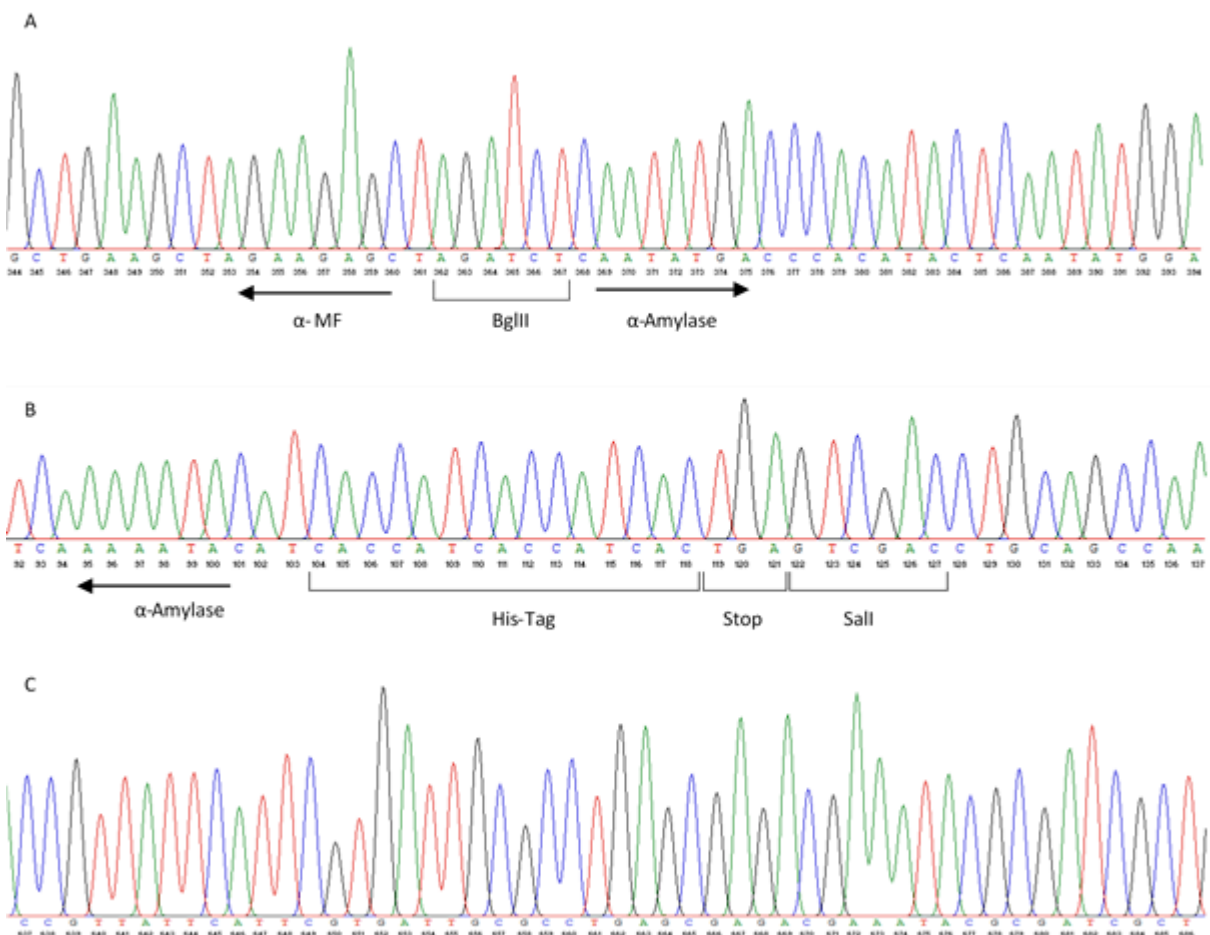 A
G C T G A A G C T A G A A G A G C T A G A T C T C A A T A T G A C C C A C A T A C T C A A T A T G G A
344 345 346 347 348 349 350 351 352 353 354 355 356 357 358 359 360 361 362 363 364 365 366 367 368 369 370 371 372 373 374 375 376 377 378 379 380 381 382 383 384 385 386 387 388 389 390 391 392 393 394
α-MF BglII α-Amylase
B
T C A A A A A T A C A T C A C C A T C A C C A T C A C T G A G T C G A C C T G C A G C C A A
92 93 94 95 96 97 98 99 100 101 102 103 104 105 106 107 108 109 110 111 112 113 114 115 116 117 118 119 120 121 122 123 124 125 126 127 128 129 130 131 132 133 134 135 136 137
α-Amylase His-Tag Stop SalI
C
C C G T T A T T C A T T C G T G A T T G C G C C T G A G C G A G A C G A A A T A C G C G A T C G C T